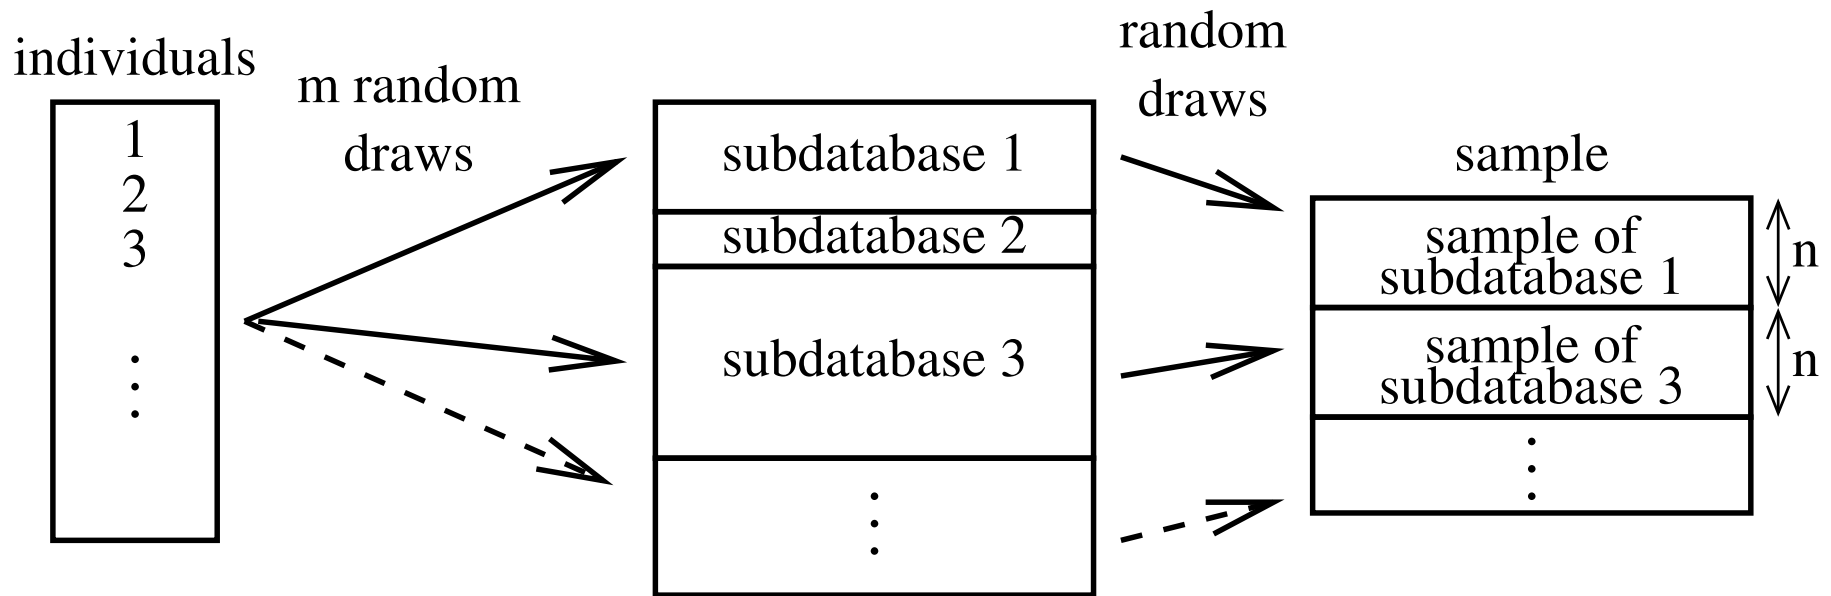 individuals
1
2
3
m random
draws
subdatabase 1
subdatabase 2
subdatabase 3
random
draws
sample
sample of
subdatabase 1
n
sample of
subdatabase 3
n